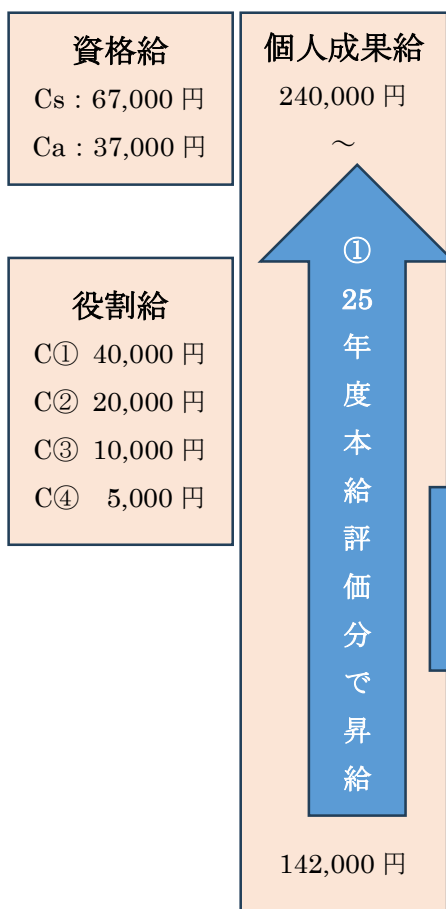 資格給
Cs：67,000 円
Ca：37,000 円
役割給
C① 40,000 円
C② 20,000 円
C③ 10,000 円
C④ 5,000 円
個人成果給
240,000 円
～
①
25
年
度
本
給
評
価
分
で
昇
給
142,000 円